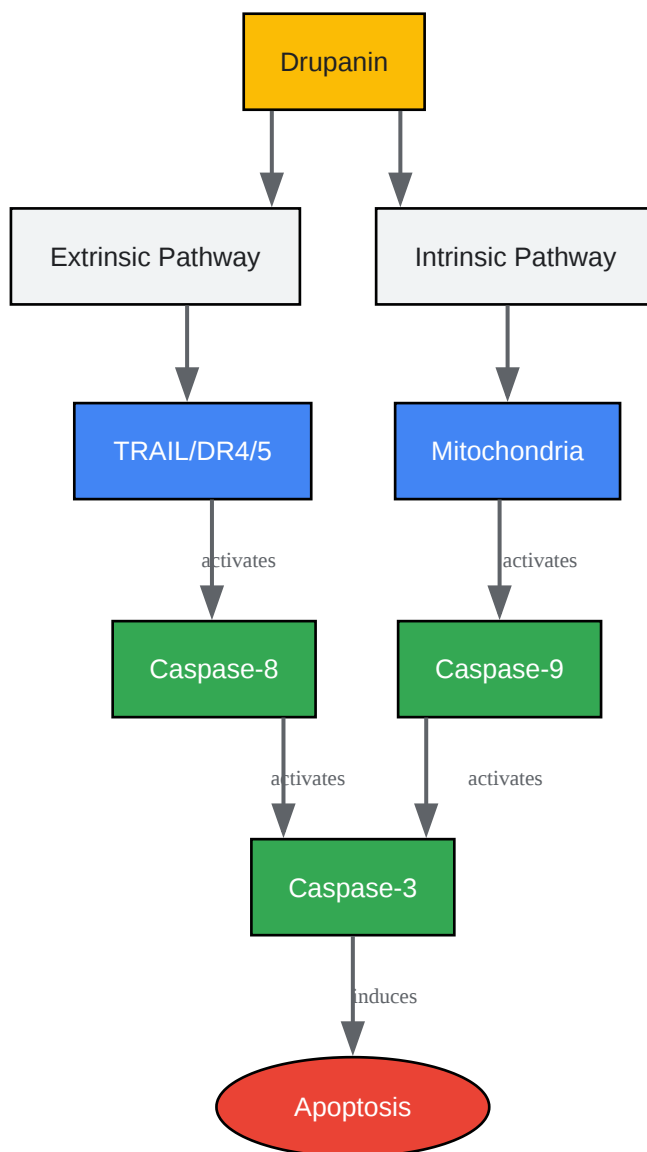 Drupanin
Extrinsic Pathway
Intrinsic Pathway
TRAIL/DR4/5
Mitochondria
activates
activates
Caspase-8
Caspase-9
activates
activates
Caspase-3
induces
Apoptosis